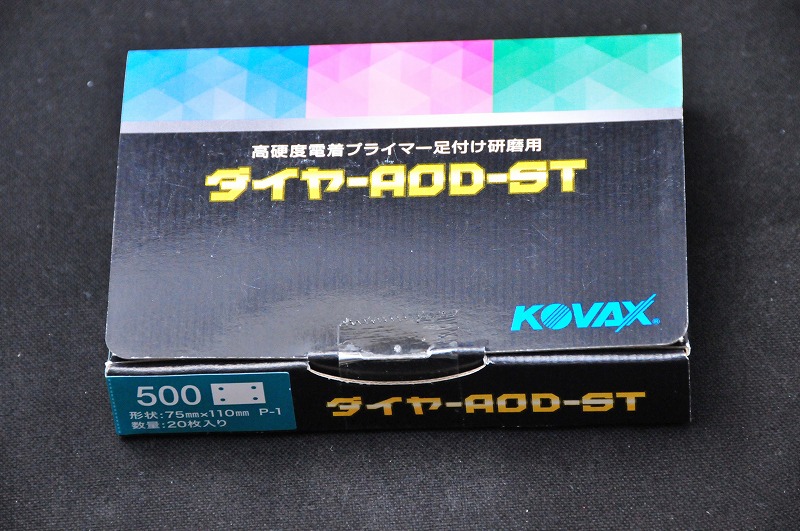 高硬度電着プライマー足付け研磨用
ダイヤ-AOD-ST
KOVAX®
500
形状:75mm×110mm P-1
数量:20枚入り
ダイヤ-AOD-ST